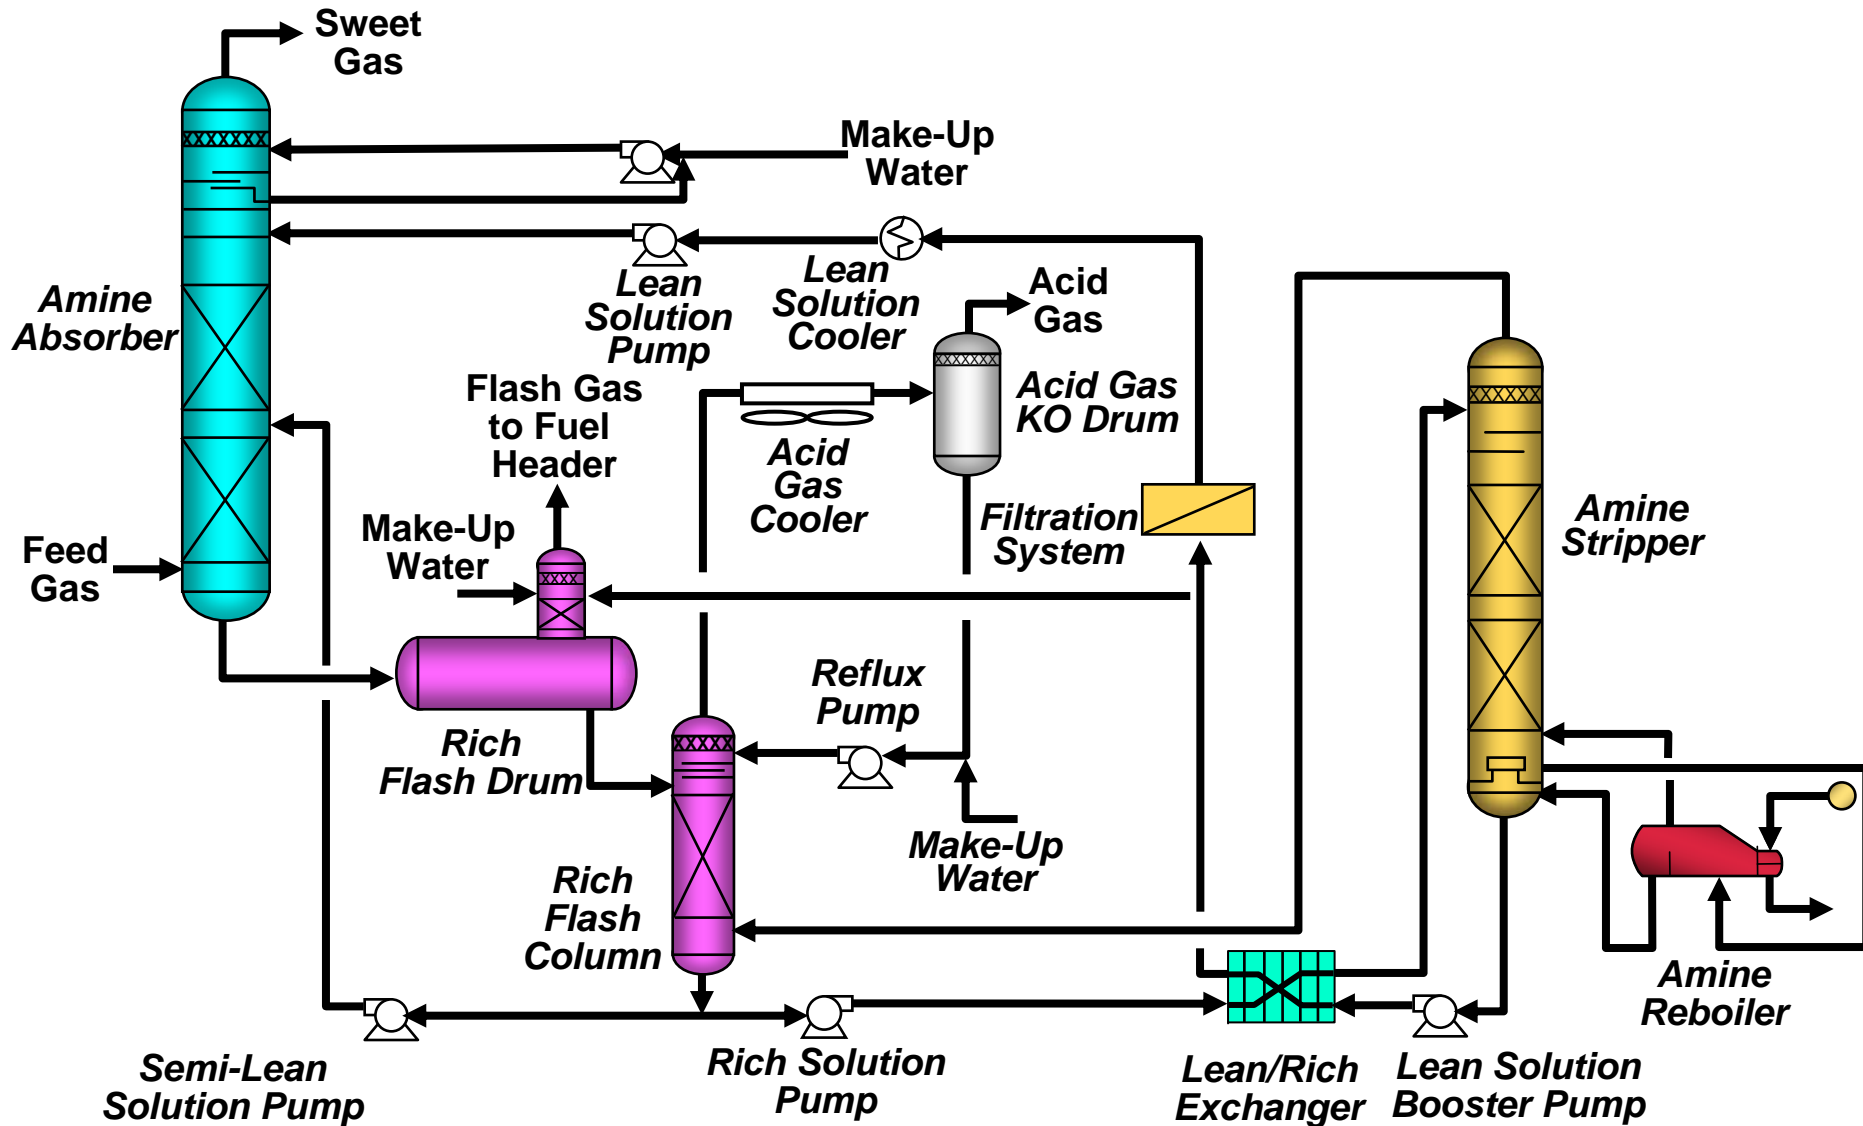 Sweet
Gas
Make-Up
Water
Amine
Absorber
Lean
Solution
Pump
Lean
Solution
Cooler
Acid
Gas
Flash Gas
to Fuel
Header
Acid Gas
KO Drum
Acid
Gas
Cooler
Filtration
System
Amine
Stripper
Make-Up
Water
Feed
Gas
Rich
Flash Drum
Reflux
Pump
Make-Up
Water
Rich
Flash
Column
Amine
Reboiler
Semi-Lean
Solution Pump
Rich Solution
Pump
Lean/Rich
Exchanger
Lean Solution
Booster Pump